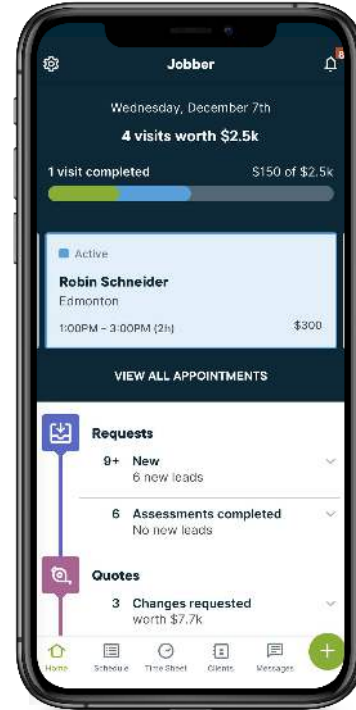 8
Jobber
Wednesday, December 7th
4 visits worth $2.5k
1 visit completed $150 of $2.5k
Active
Robin Schneider
Edmonton
1:00PM – 3:00PM (2h) $300
VIEW ALL APPOINTMENTS
Requests
9+ New
6 new leads
6 Assessments completed
No new leads
Quotes
3 Changes requested
worth $7.7k
Home Schedule Time Sheet Clients Messages